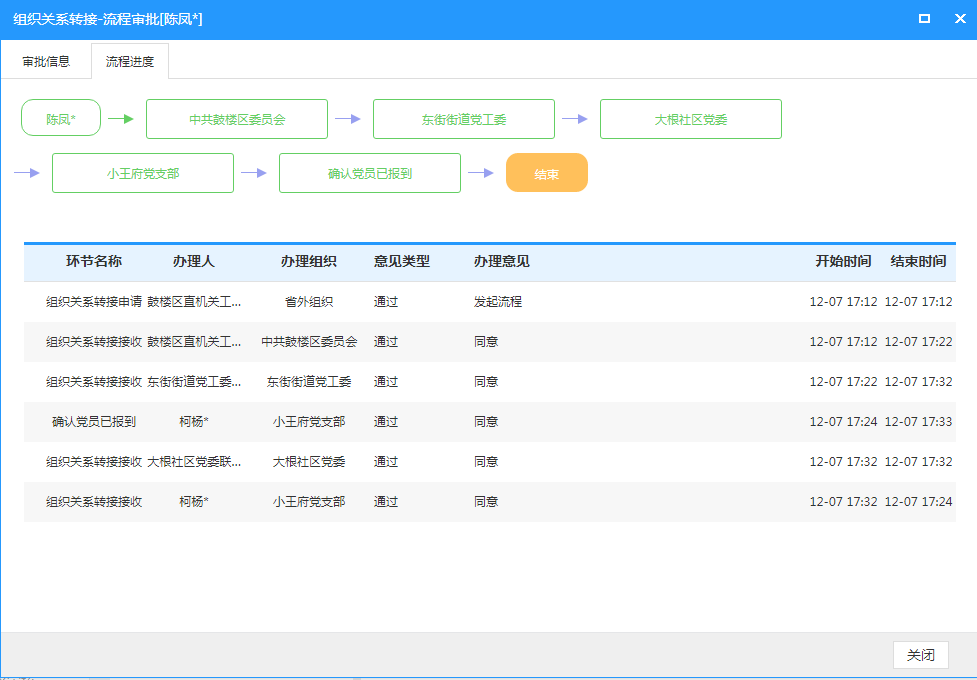 组织关系转接-流程审批[陈凤*]
审批信息 流程进度
陈凤* 中共鼓楼区委员会 东街街道党工委 大根社区党委
小王府党支部 确认党员已报到 结束
环节名称 办理人 办理组织 意见类型 办理意见 开始时间 结束时间
组织关系转接申请 鼓楼区直机关工... 省外组织 通过 发起流程 12-07 17:12 12-07 17:12
组织关系转接接收 鼓楼区直机关工... 中共鼓楼区委员会 通过 同意 12-07 17:12 12-07 17:22
组织关系转接接收 东街街道党工委... 东街街道党工委 通过 同意 12-07 17:22 12-07 17:32
确认党员已报到 柯杨* 小王府党支部 通过 同意 12-07 17:24 12-07 17:33
组织关系转接接收 大根社区党委联... 大根社区党委 通过 同意 12-07 17:32 12-07 17:32
组织关系转接接收 柯杨* 小王府党支部 通过 同意 12-07 17:32 12-07 17:24
关闭